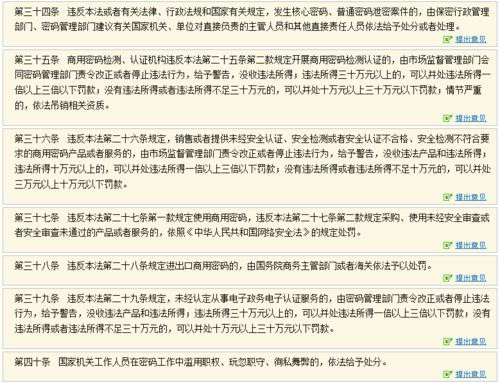 第三十四条　违反本法或者有关法律、行政法规和国家有关规定，发生核心密码、普通密码泄密案件的，由保密行政管理
部门、密码管理部门建议有关国家机关、单位对直接负责的主管人员和其他直接责任人员依法给予处分或者处理。
提出意见
第三十五条　商用密码检测、认证机构违反本法第二十五条第二款规定开展商用密码检测认证的，由市场监督管理部门会
同密码管理部门责令改正或者停止违法行为，给予警告，没收违法所得；违法所得三十万元以上的，可以并处违法所得一
倍以上三倍以下罚款；没有违法所得或者违法所得不足三十万元的，可以并处十万元以上三十万元以下罚款；情节严重
的，依法吊销相关资质。
提出意见
第三十六条　违反本法第二十六条规定，销售或者提供未经安全认证、安全检测或者安全认证不合格、安全检测不符合要
求的商用密码产品或者服务的，由市场监督管理部门责令改正或者停止违法行为，给予警告，没收违法产品和违法所得；
违法所得十万元以上的，可以并处违法所得一倍以上三倍以下罚款；没有违法所得或者违法所得不足十万元的，可以并处
三万元以上十万元以下罚款。
提出意见
第三十七条　违反本法第二十七条第一款规定使用商用密码，违反本法第二十七条第二款规定采购、使用未经安全审查或
者安全审查未通过的产品或者服务的，依照《中华人民共和国网络安全法》的规定处罚。
提出意见
第三十八条　违反本法第二十八条规定进出口商用密码的，由国务院商务主管部门或者海关依法予以处罚。
提出意见
第三十九条　违反本法第二十九条规定，未经认定从事电子政务电子认证服务的，由密码管理部门责令改正或者停止违法
行为，给予警告，没收违法产品和违法所得；违法所得三十万元以上的，可以并处违法所得一倍以上三倍以下罚款；没有
违法所得或者违法所得不足三十万元的，可以并处十万元以上三十万元以下罚款。
提出意见
第四十条　国家机关工作人员在密码工作中滥用职权、玩忽职守、徇私舞弊的，依法给予处分。
提出意见